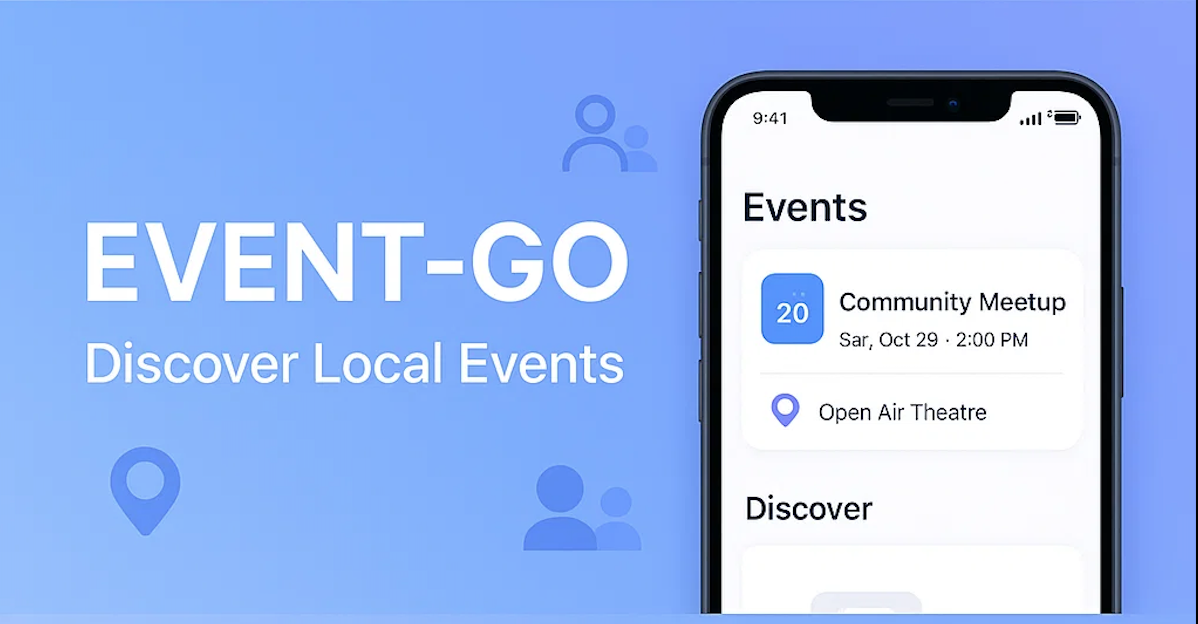 EVENT-GO
Discover Local Events
9:41
Events
20
Community Meetup
Sar, Oct 29 · 2:00 PM
Open Air Theatre
Discover